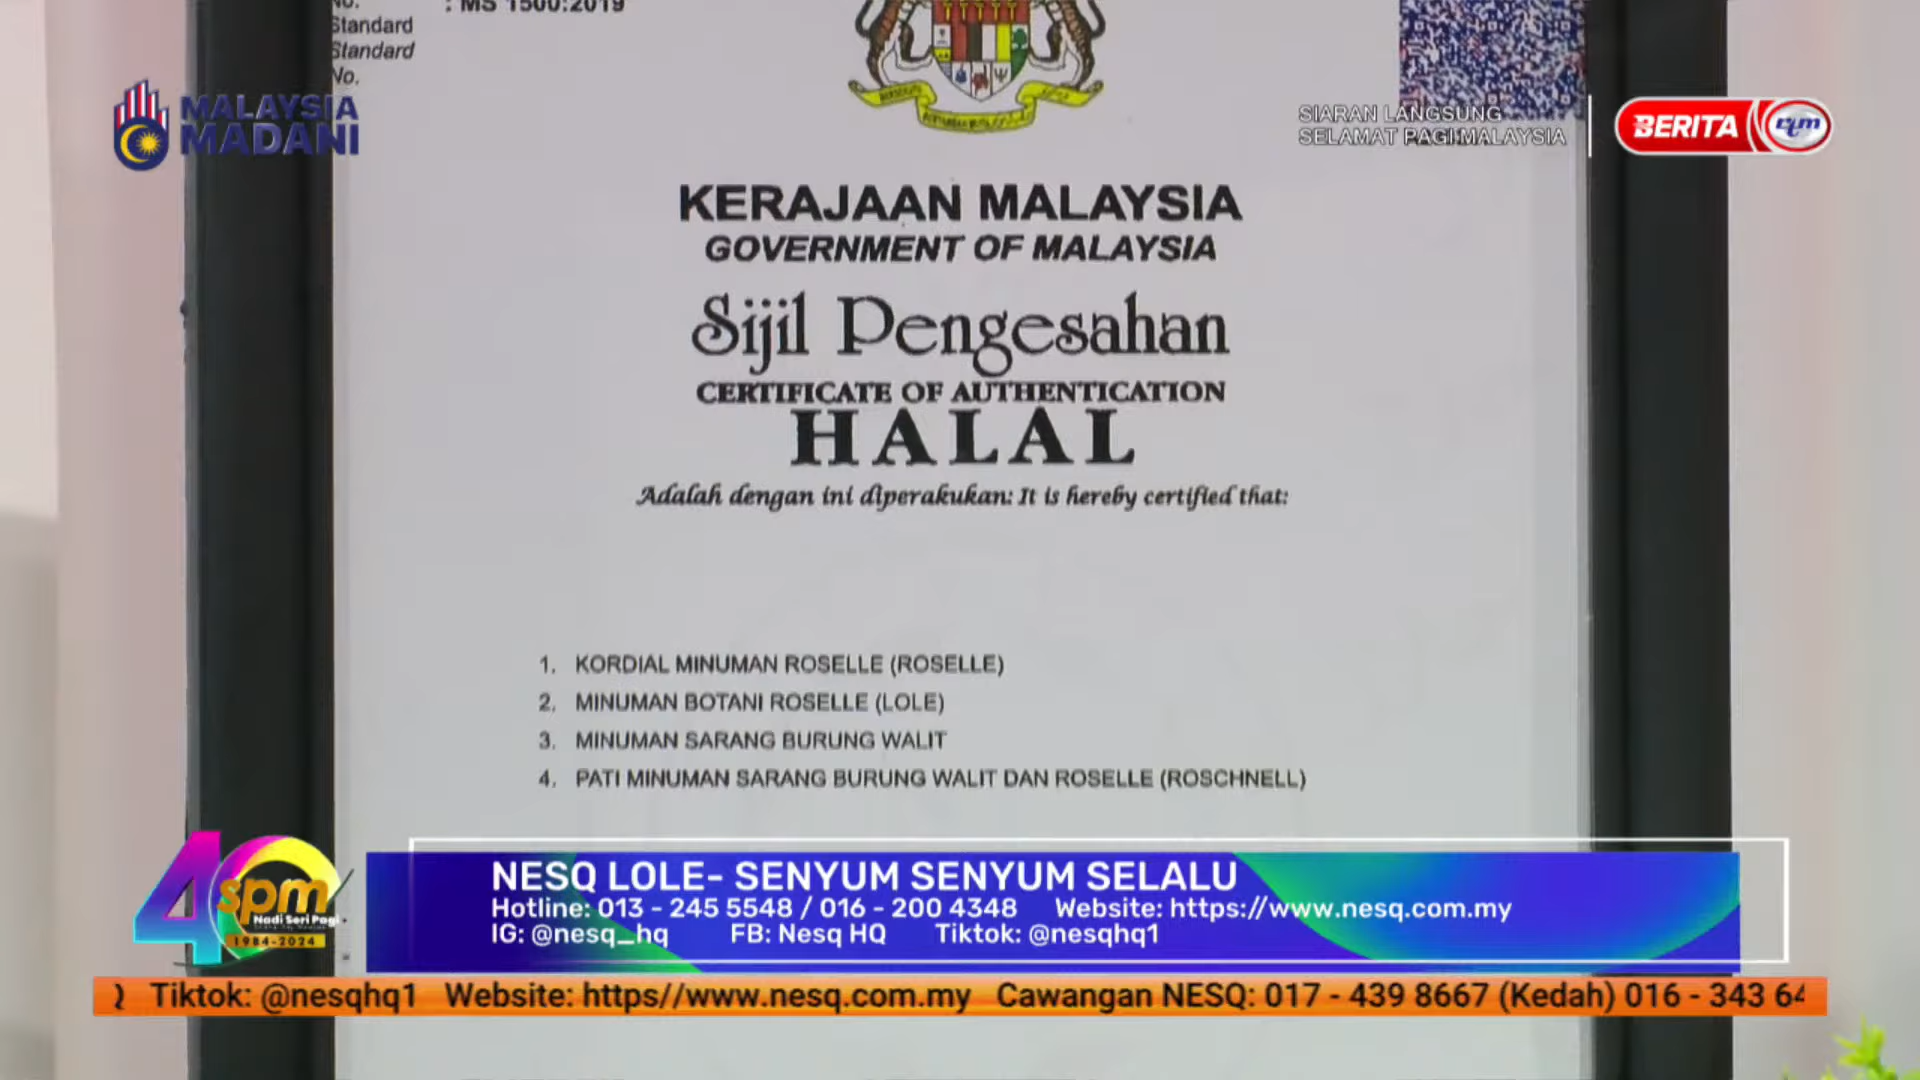 : MS 1500:2019
Standard
Standard
No.
MALAYSIA
MADANI
SIARAN LANGSUNG
SELAMAT PAGI MALAYSIA
BERITA rtm
KERAJAAN MALAYSIA
GOVERNMENT OF MALAYSIA
Sijil Pengesahan
CERTIFICATE OF AUTHENTICATION
HALAL
Adalah dengan ini diperakukan: It is hereby certified that:
1. KORDIAL MINUMAN ROSELLE (ROSELLE)
2. MINUMAN BOTANI ROSELLE (LOLE)
3. MINUMAN SARANG BURUNG WALIT
4. PATI MINUMAN SARANG BURUNG WALIT DAN ROSELLE (ROSCHNELL)
40 spm
Nadi Seri Pagi
1984-2024
NESQ LOLE- SENYUM SENYUM SELALU
Hotline: 013 - 245 5548 / 016 - 200 4348 Website: https://www.nesq.com.my
IG: @nesq_hq FB: Nesq HQ Tiktok: @nesqhq1
Tiktok: @nesqhq1 Website: https//www.nesq.com.my Cawangan NESQ: 017 - 439 8667 (Kedah) 016 - 343 64